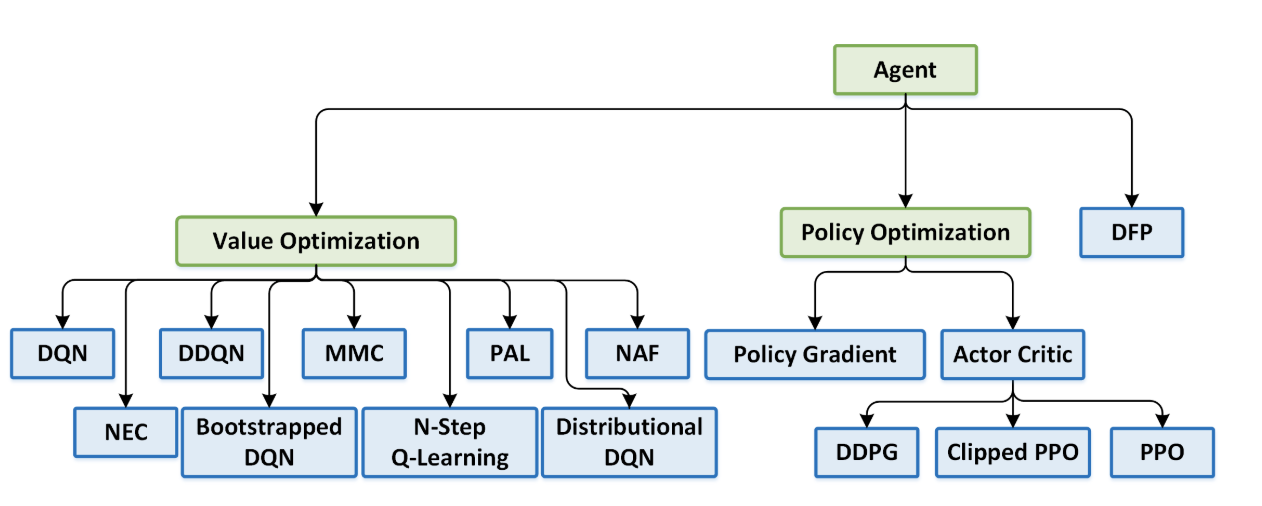 Agent
Value Optimization
Policy Optimization
DFP
DQN
DDQN
MMC
PAL
NAF
Policy Gradient
Actor Critic
NEC
Bootstrapped
DQN
N-Step
Q-Learning
Distributional
DQN
DDPG
Clipped PPO
PPO